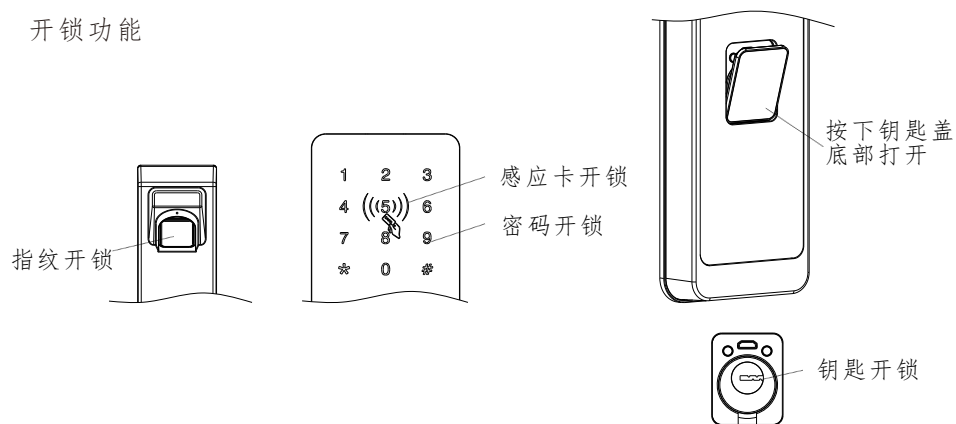 开锁功能
按下钥匙盖
底部打开
1 2 3
4 5 6
7 8 9
* 0 #
感应卡开锁
密码开锁
指纹开锁
钥匙开锁